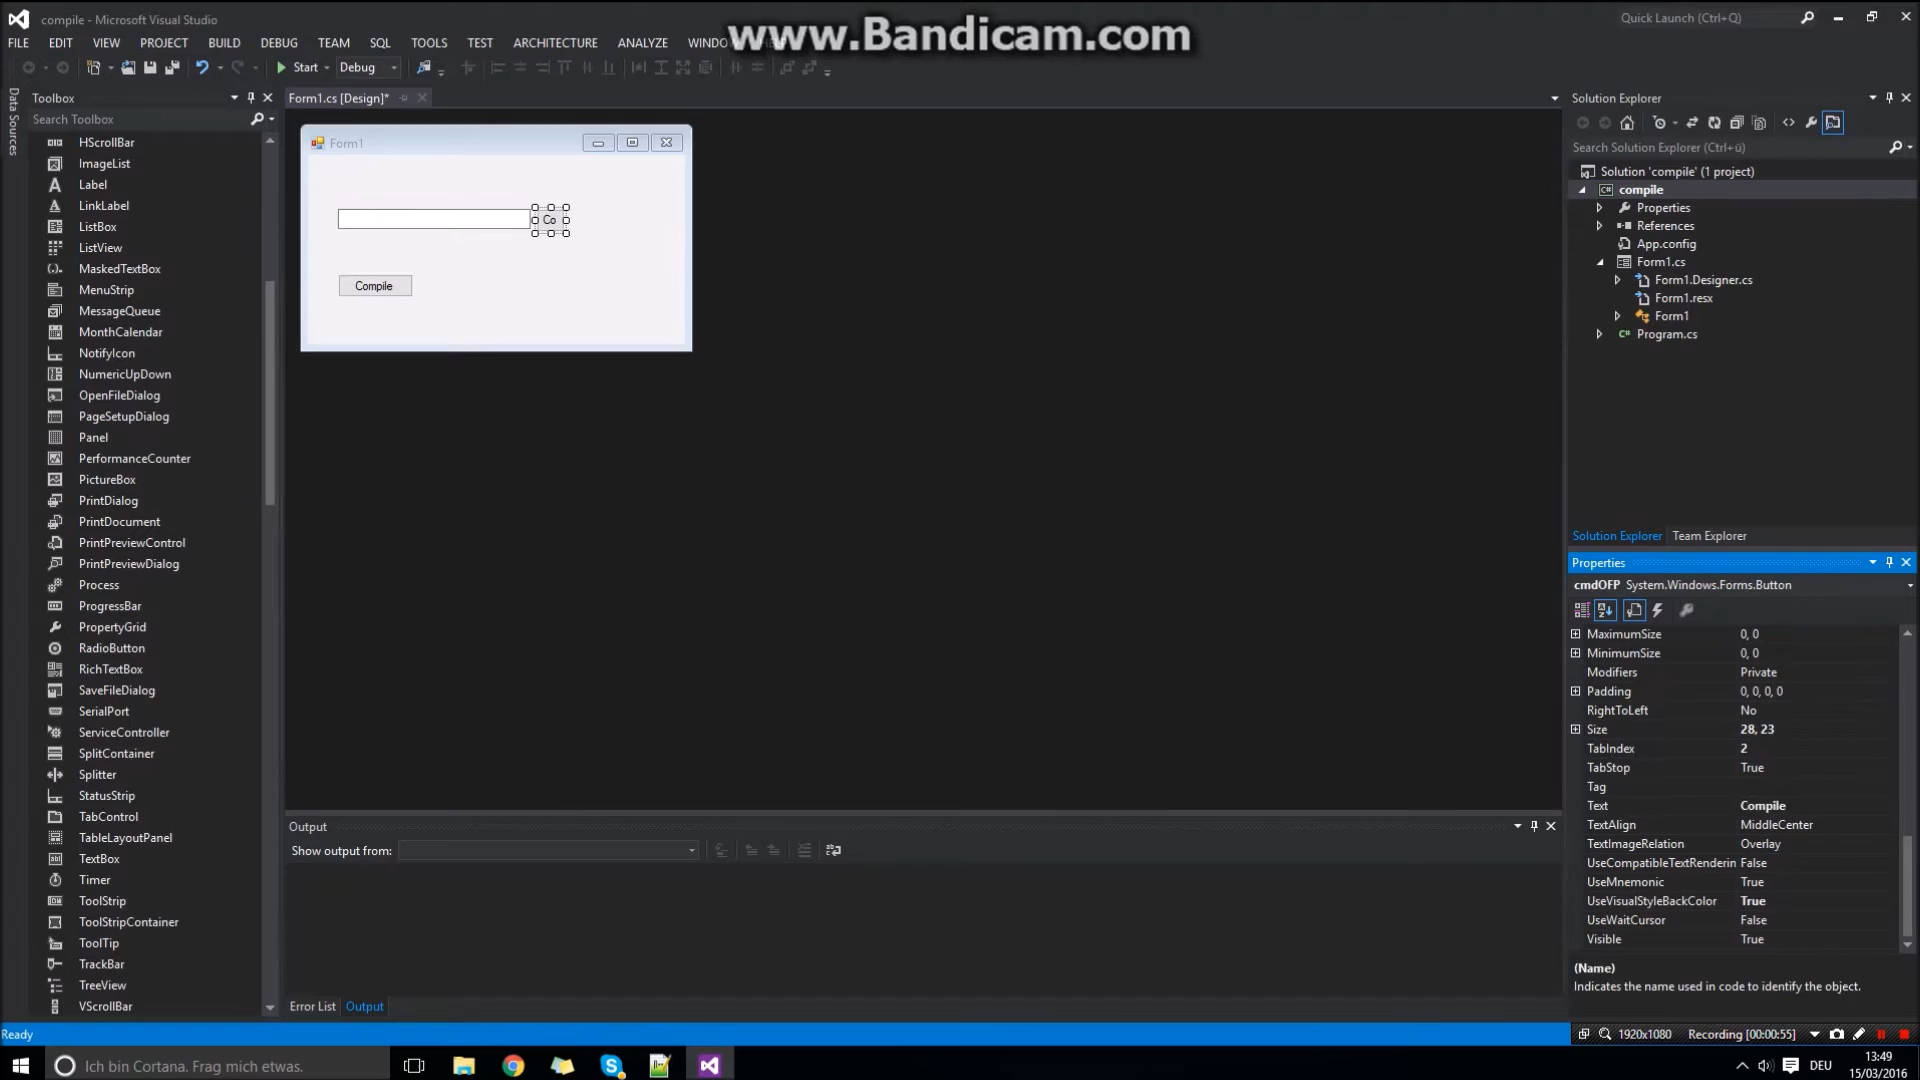 compile - Microsoft Visual Studio
Quick Launch (Ctrl+Q)
www.Bandicam.com
FILE EDIT VIEW PROJECT BUILD DEBUG TEAM SQL TOOLS TEST ARCHITECTURE ANALYZE WINDOW
Start Debug
Data Sources
Toolbox
Search Toolbox
HScrollBar
ImageList
Label
LinkLabel
ListBox
ListView
MaskedTextBox
MenuStrip
MessageQueue
MonthCalendar
NotifyIcon
NumericUpDown
OpenFileDialog
PageSetupDialog
Panel
PerformanceCounter
PictureBox
PrintDialog
PrintDocument
PrintPreviewControl
PrintPreviewDialog
Process
ProgressBar
PropertyGrid
RadioButton
RichTextBox
SaveFileDialog
SerialPort
ServiceController
SplitContainer
Splitter
StatusStrip
TabControl
TableLayoutPanel
TextBox
Timer
ToolStrip
ToolStripContainer
ToolTip
TrackBar
TreeView
VScrollBar
Form1.cs [Design]*
Form1
Co
Compile
Output
Show output from:
Error List Output
Solution Explorer
Search Solution Explorer (Ctrl+ü)
Solution 'compile' (1 project)
compile
Properties
References
App.config
Form1.cs
Form1.Designer.cs
Form1.resx
Form1
Program.cs
Solution Explorer Team Explorer
Properties
cmdOFP System.Windows.Forms.Button
MaximumSize 0, 0
MinimumSize 0, 0
Modifiers Private
Padding 0, 0, 0, 0
RightToLeft No
Size 28, 23
TabIndex 2
TabStop True
Tag
Text Compile
TextAlign MiddleCenter
TextImageRelation Overlay
UseCompatibleTextRenderin False
UseMnemonic True
UseVisualStyleBackColor True
UseWaitCursor False
Visible True
(Name)
Indicates the name used in code to identify the object.
Ready
1920x1080 Recording [00:00:55]
Ich bin Cortana. Frag mich etwas.
DEU
13:49
15/03/2016